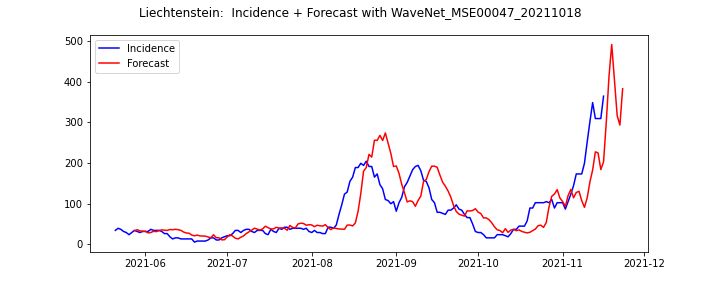 Liechtenstein:  Incidence + Forecast with WaveNet_MSE00047_20211018
Incidence
Forecast
500
400
300
200
100
0
2021-06 2021-07 2021-08 2021-09 2021-10 2021-11 2021-12